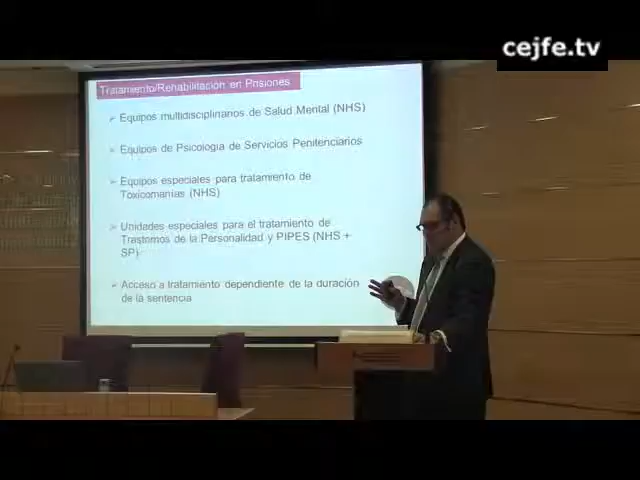 cejfe.tv
Tratamiento/Rehabilitación en Prisiones
Equipos multidisciplinarios de Salud Mental (NHS)
Equipos de Psicología de Servicios Penitenciarios
Equipos especiales para tratamiento de
Toxicomanías (NHS)
Unidades especiales para el tratamiento de
Trastornos de la Personalidad y PIPES (NHS +
SP)
Acceso a tratamiento dependiente de la duración
de la sentencia